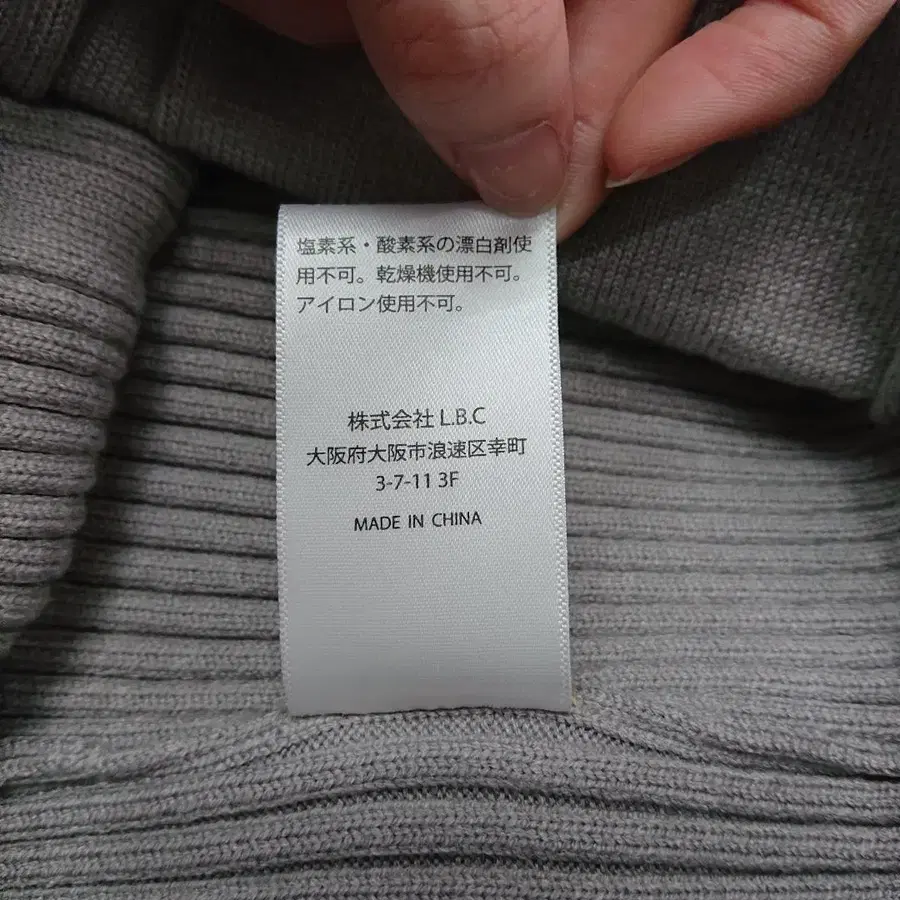 塩素系・酸素系の漂白剤使
用不可。乾燥機使用不可。
アイロン使用不可。
株式会社 L.B.C
大阪府大阪市浪速区幸町
3-7-11 3F
MADE IN CHINA